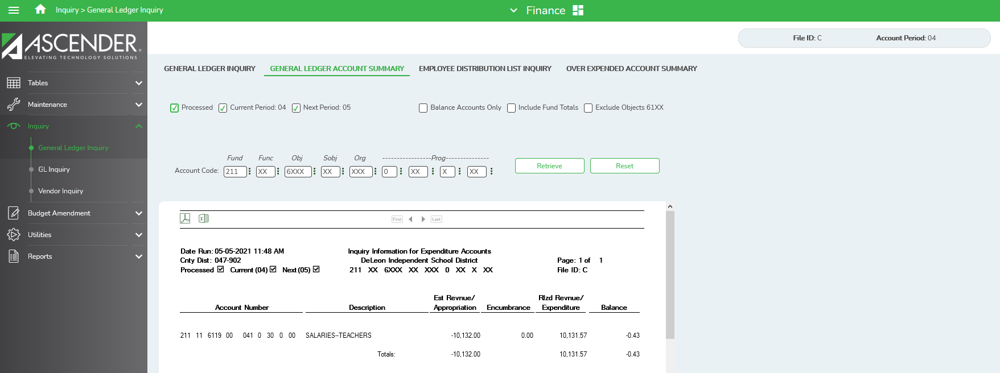 Inquiry > General Ledger Inquiry
Finance
ASCENDER
ELEVATING TECHNOLOGY SOLUTIONS
File ID: C Account Period: 04
Tables
Maintenance
Inquiry
General Ledger Inquiry
GL Inquiry
Vendor Inquiry
Budget Amendment
Utilities
Reports
GENERAL LEDGER INQUIRY GENERAL LEDGER ACCOUNT SUMMARY EMPLOYEE DISTRIBUTION LIST INQUIRY OVER EXPENDED ACCOUNT SUMMARY
Processed Current Period: 04 Next Period: 05 Balance Accounts Only Include Fund Totals Exclude Objects 61XX
Fund Func Obj Sobj Org -----------------Prog---------------
Account Code: 211 XX 6XXX XX XXX 0 XX X XX Retrieve Reset
First Last
Date Run: 05-05-2021 11:48 AM Inquiry Information for Expenditure Accounts
Cnty Dist: 047-902 DeLeon Independent School District Page: 1 of 1
Processed Current (04) Next (05) 211 XX 6XXX XX XXX 0 XX X XX File ID: C
Est Revnue/ Rlzd Revnue/
Account Number Description Appropriation Encumbrance Expenditure Balance
211 11 6119 00 041 0 30 0 00 SALARIES--TEACHERS -10,132.00 0.00 10,131.57 -0.43
Totals: -10,132.00 10,131.57 -0.43